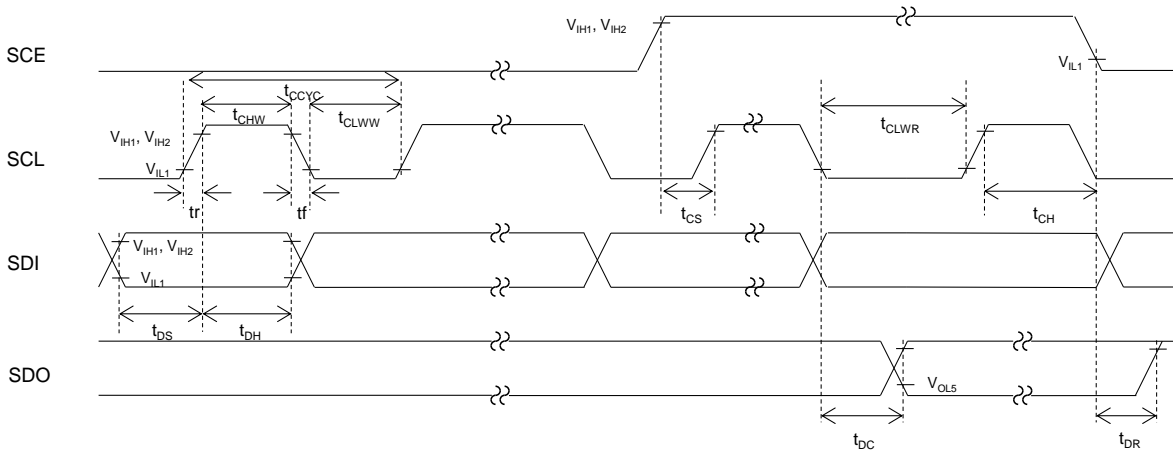 VIH1, VIH2
SCE
VIL1
tCCYC
tCHW
tCLWW
tCLWR
VIH1, VIH2
SCL
VIL1
tr
tf
tCS
tCH
VIH1, VIH2
SDI
VIL1
tDS
tDH
SDO
VOL5
tDC
tDR